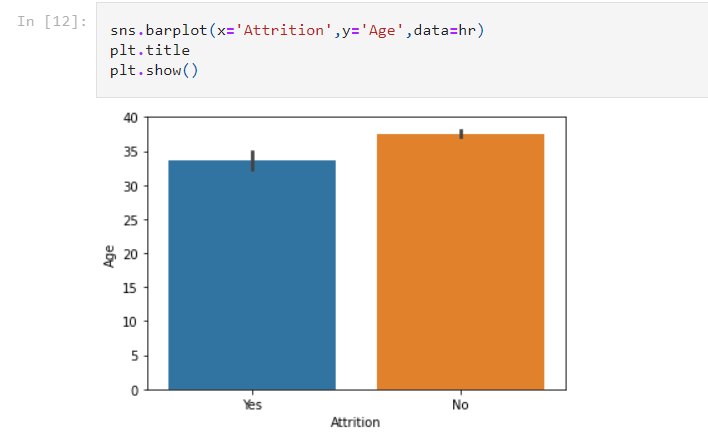 In [12]:
sns.barplot(x='Attrition',y='Age',data=hr)
plt.title
plt.show()
40
35
30
25
20
15
10
5
0
Age
Yes No
Attrition